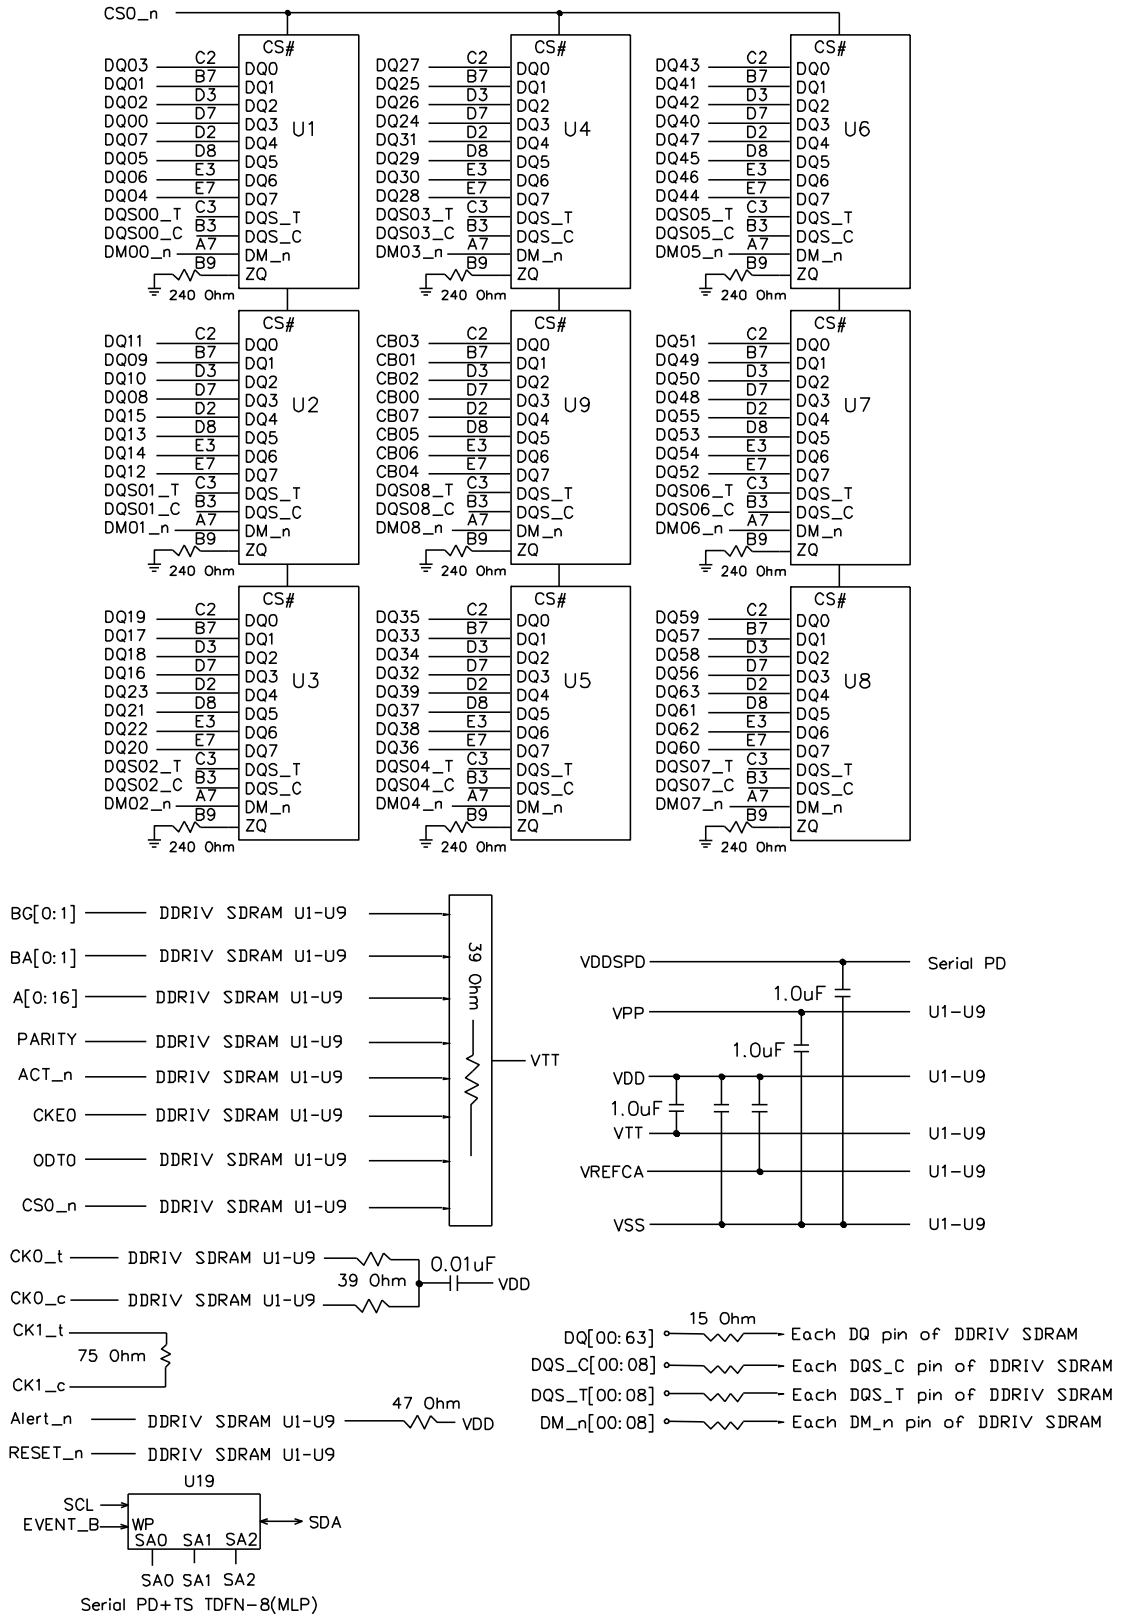 CS0_n
CS# CS# CS#
DQ03 C2 DQ0 DQ27 C2 DQ0 DQ43 C2 DQ0
DQ01 B7 DQ1 DQ25 B7 DQ1 DQ41 B7 DQ1
DQ02 D3 DQ2 DQ26 D3 DQ2 DQ42 D3 DQ2
DQ00 D7 DQ3 U1 DQ24 D7 DQ3 U4 DQ40 D7 DQ3 U6
DQ07 D2 DQ4 DQ31 D2 DQ4 DQ47 D2 DQ4
DQ05 D8 DQ5 DQ29 D8 DQ5 DQ45 D8 DQ5
DQ06 E3 DQ6 DQ30 E3 DQ6 DQ46 E3 DQ6
DQ04 E7 DQ7 DQ28 E7 DQ7 DQ44 E7 DQ7
DQS00_T C3 DQS_T DQS03_T C3 DQS_T DQS05_T C3 DQS_T
DQS00_C B3 DQS_C DQS03_C B3 DQS_C DQS05_C B3 DQS_C
DM00_n A7 DM_n DM03_n A7 DM_n DM05_n A7 DM_n
B9 ZQ B9 ZQ B9 ZQ
240 Ohm 240 Ohm 240 Ohm
CS# CS# CS#
DQ11 C2 DQ0 CB03 C2 DQ0 DQ51 C2 DQ0
DQ09 B7 DQ1 CB01 B7 DQ1 DQ49 B7 DQ1
DQ10 D3 DQ2 CB02 D3 DQ2 DQ50 D3 DQ2
DQ08 D7 DQ3 U2 CB00 D7 DQ3 U9 DQ48 D7 DQ3 U7
DQ15 D2 DQ4 CB07 D2 DQ4 DQ55 D2 DQ4
DQ13 D8 DQ5 CB05 D8 DQ5 DQ53 D8 DQ5
DQ14 E3 DQ6 CB06 E3 DQ6 DQ54 E3 DQ6
DQ12 E7 DQ7 CB04 E7 DQ7 DQ52 E7 DQ7
DQS01_T C3 DQS_T DQS08_T C3 DQS_T DQS06_T C3 DQS_T
DQS01_C B3 DQS_C DQS08_C B3 DQS_C DQS06_C B3 DQS_C
DM01_n A7 DM_n DM08_n A7 DM_n DM06_n A7 DM_n
B9 ZQ B9 ZQ B9 ZQ
240 Ohm 240 Ohm 240 Ohm
CS# CS# CS#
DQ19 C2 DQ0 DQ35 C2 DQ0 DQ59 C2 DQ0
DQ17 B7 DQ1 DQ33 B7 DQ1 DQ57 B7 DQ1
DQ18 D3 DQ2 DQ34 D3 DQ2 DQ58 D3 DQ2
DQ16 D7 DQ3 U3 DQ32 D7 DQ3 U5 DQ56 D7 DQ3 U8
DQ23 D2 DQ4 DQ39 D2 DQ4 DQ63 D2 DQ4
DQ21 D8 DQ5 DQ37 D8 DQ5 DQ61 D8 DQ5
DQ22 E3 DQ6 DQ38 E3 DQ6 DQ62 E3 DQ6
DQ20 E7 DQ7 DQ36 E7 DQ7 DQ60 E7 DQ7
DQS02_T C3 DQS_T DQS04_T C3 DQS_T DQS07_T C3 DQS_T
DQS02_C B3 DQS_C DQS04_C B3 DQS_C DQS07_C B3 DQS_C
DM02_n A7 DM_n DM04_n A7 DM_n DM07_n A7 DM_n
B9 ZQ B9 ZQ B9 ZQ
240 Ohm 240 Ohm 240 Ohm
BG[0:1] DDRIV SDRAM U1-U9
BA[0:1] DDRIV SDRAM U1-U9
A[0:16] DDRIV SDRAM U1-U9
PARITY DDRIV SDRAM U1-U9
ACT_n DDRIV SDRAM U1-U9
CKE0 DDRIV SDRAM U1-U9
ODT0 DDRIV SDRAM U1-U9
CS0_n DDRIV SDRAM U1-U9
39 Ohm
VTT
VDDSPD Serial PD
1.0uF
VPP U1-U9
1.0uF
VDD U1-U9
1.0uF
VTT U1-U9
VREFCA U1-U9
VSS U1-U9
CK0_t DDRIV SDRAM U1-U9
39 Ohm 0.01uF VDD
CK0_c DDRIV SDRAM U1-U9
CK1_t
75 Ohm
CK1_c
47 Ohm
Alert_n DDRIV SDRAM U1-U9 VDD
RESET_n DDRIV SDRAM U1-U9
15 Ohm
DQ[00:63] Each DQ pin of DDRIV SDRAM
DQS_C[00:08] Each DQS_C pin of DDRIV SDRAM
DQS_T[00:08] Each DQS_T pin of DDRIV SDRAM
DM_n[00:08] Each DM_n pin of DDRIV SDRAM
U19
SCL
EVENT_B WP SDA
SA0 SA1 SA2
SA0 SA1 SA2
Serial PD+TS TDFN-8(MLP)